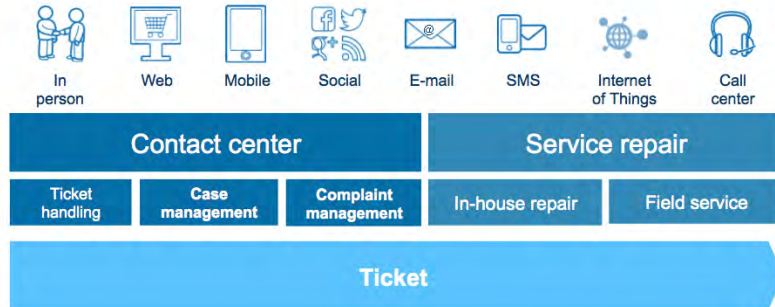 @
In person
Web
Mobile
Social
E-mail
SMS
Internet of Things
Call center
Contact center
Service repair
Ticket handling
Case management
Complaint management
In-house repair
Field service
Ticket